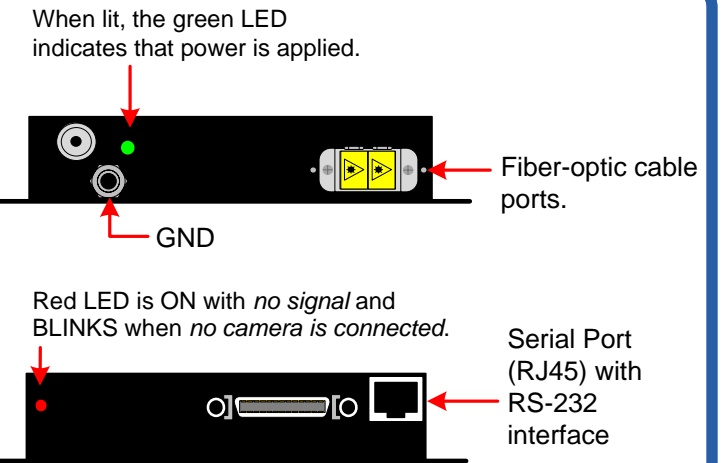 When lit, the green LED
indicates that power is applied.
Fiber-optic cable
ports.
GND
Red LED is ON with no signal and
BLINKS when no camera is connected.
Serial Port
(RJ45) with
RS-232
interface